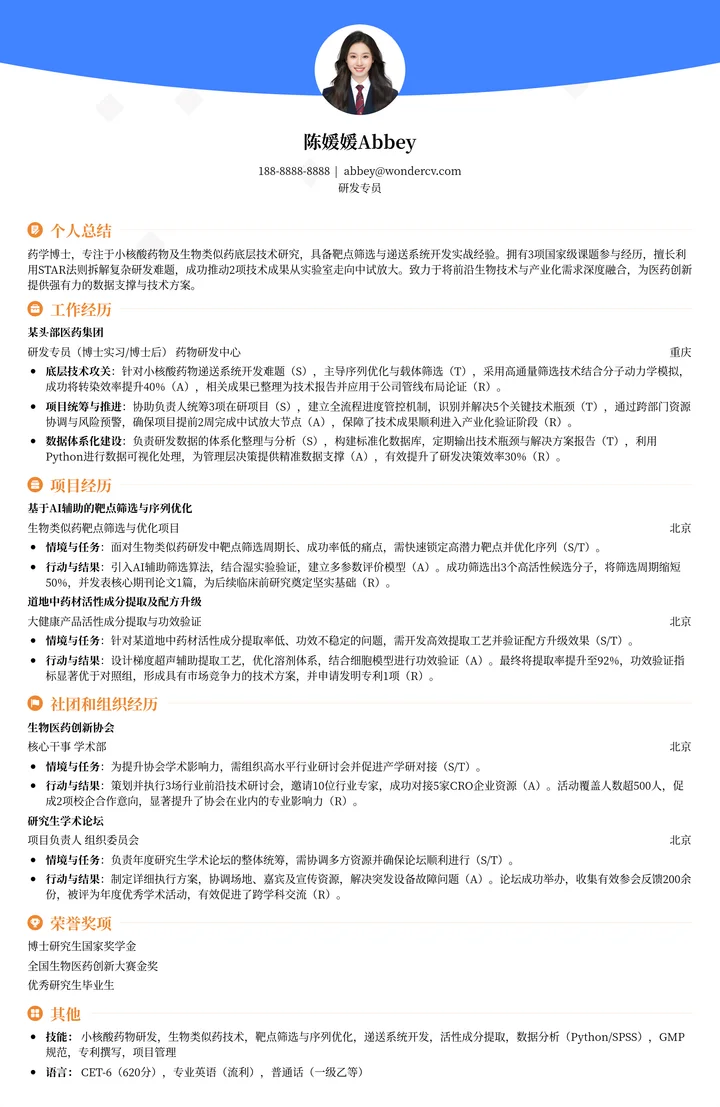 陈媛媛Abbey
188-8888-8888 | abbey@wondercv.com
研发专员
个人总结
药学博士，专注于小核酸药物及生物类似药底层技术研究，具备靶点筛选与递送系统开发实战经验。拥有3项国家级课题参与经历，擅长利
用STAR法则拆解复杂研发难题，成功推动2项技术成果从实验室走向中试放大。致力于将前沿生物技术与产业化需求深度融合，为医药创新
提供强有力的数据支撑与技术方案。
工作经历
某头部医药集团
研发专员（博士实习/博士后） 药物研发中心 重庆
• 底层技术攻关：针对小核酸药物递送系统开发难题（S），主导序列优化与载体筛选（T），采用高通量筛选技术结合分子动力学模拟，
成功将转染效率提升40%（A），相关成果已整理为技术报告并应用于公司管线布局论证（R）。
• 项目统筹与推进：协助负责人统筹3项在研项目（S），建立全流程进度管控机制，识别并解决5个关键技术瓶颈（T），通过跨部门资源
协调与风险预警，确保项目提前2周完成中试放大节点（A），保障了技术成果顺利进入产业化验证阶段（R）。
• 数据体系化建设：负责研发数据的体系化整理与分析（S），构建标准化数据库，定期输出技术瓶颈与解决方案报告（T），利用
Python进行数据可视化处理，为管理层决策提供精准数据支撑（A），有效提升了研发决策效率30%（R）。
项目经历
基于AI辅助的靶点筛选与序列优化
生物类似药靶点筛选与优化项目 北京
• 情境与任务：面对生物类似药研发中靶点筛选周期长、成功率低的痛点，需快速锁定高潜力靶点并优化序列（S/T）。
• 行动与结果：引入AI辅助筛选算法，结合湿实验验证，建立多参数评价模型（A）。成功筛选出3个高活性候选分子，将筛选周期缩短
50%，并发表核心期刊论文1篇，为后续临床前研究奠定坚实基础（R）。
道地中药材活性成分提取及配方升级
大健康产品活性成分提取与功效验证 北京
• 情境与任务：针对某道地中药材活性成分提取率低、功效不稳定的问题，需开发高效提取工艺并验证配方升级效果（S/T）。
• 行动与结果：设计梯度超声辅助提取工艺，优化溶剂体系，结合细胞模型进行功效验证（A）。最终将提取率提升至92%，功效验证指
标显著优于对照组，形成具有市场竞争力的技术方案，并申请发明专利1项（R）。
社团和组织经历
生物医药创新协会
核心干事 学术部 北京
• 情境与任务：为提升协会学术影响力，需组织高水平行业研讨会并促进产学研对接（S/T）。
• 行动与结果：策划并执行3场行业前沿技术研讨会，邀请10位行业专家，成功对接5家CRO企业资源（A）。活动覆盖人数超500人，促
成2项校企合作意向，显著提升了协会在业内的专业影响力（R）。
研究生学术论坛
项目负责人 组织委员会 北京
• 情境与任务：负责年度研究生学术论坛的整体统筹，需协调多方资源并确保论坛顺利进行（S/T）。
• 行动与结果：制定详细执行方案，协调场地、嘉宾及宣传资源，解决突发设备故障问题（A）。论坛成功举办，收集有效参会反馈200余
份，被评为年度优秀学术活动，有效促进了跨学科交流（R）。
荣誉奖项
博士研究生国家奖学金
全国生物医药创新大赛金奖
优秀研究生毕业生
其他
• 技能： 小核酸药物研发，生物类似药技术，靶点筛选与序列优化，递送系统开发，活性成分提取，数据分析（Python/SPSS），GMP
规范，专利撰写，项目管理
• 语言： CET-6（620分），专业英语（流利），普通话（一级乙等）